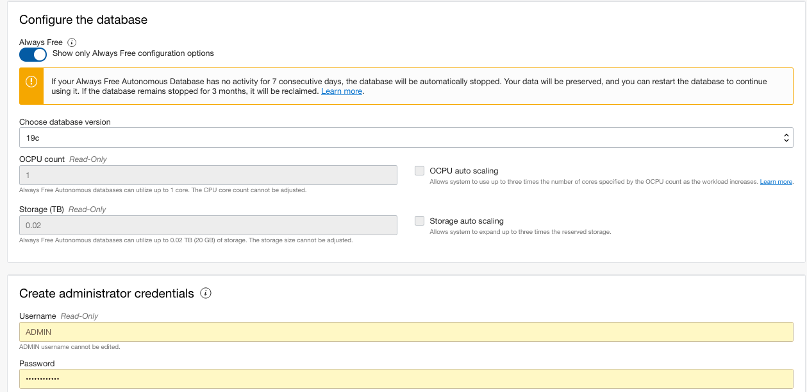 Configure the database
Always Free
Show only Always Free configuration options
If your Always Free Autonomous Database has no activity for 7 consecutive days, the database will be automatically stopped. Your data will be preserved, and you can restart the database to continue
using it. If the database remains stopped for 3 months, it will be reclaimed. Learn more.
Choose database version
19c
OCPU count Read-Only
1
Always Free Autonomous databases can utilize up to 1 core. The CPU core count cannot be adjusted.
OCPU auto scaling
Allows system to use up to three times the number of cores specified by the OCPU count as the workload increases. Learn more.
Storage (TB) Read-Only
0.02
Always Free Autonomous databases can utilize up to 0.02 TB (20 GB) of storage. The storage size cannot be adjusted.
Storage auto scaling
Allows system to expand up to three times the reserved storage.
Create administrator credentials
Username Read-Only
ADMIN
ADMIN username cannot be edited.
Password
••••••••••••